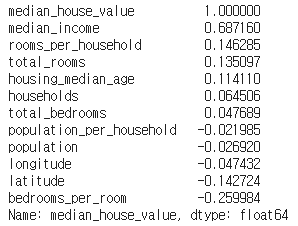 median_house_value 1.000000
median_income 0.687160
rooms_per_household 0.146285
total_rooms 0.135097
housing_median_age 0.114110
households 0.064506
total_bedrooms 0.047689
population_per_household -0.021985
population -0.026920
longitude -0.047432
latitude -0.142724
bedrooms_per_room -0.259984
Name: median_house_value, dtype: float64